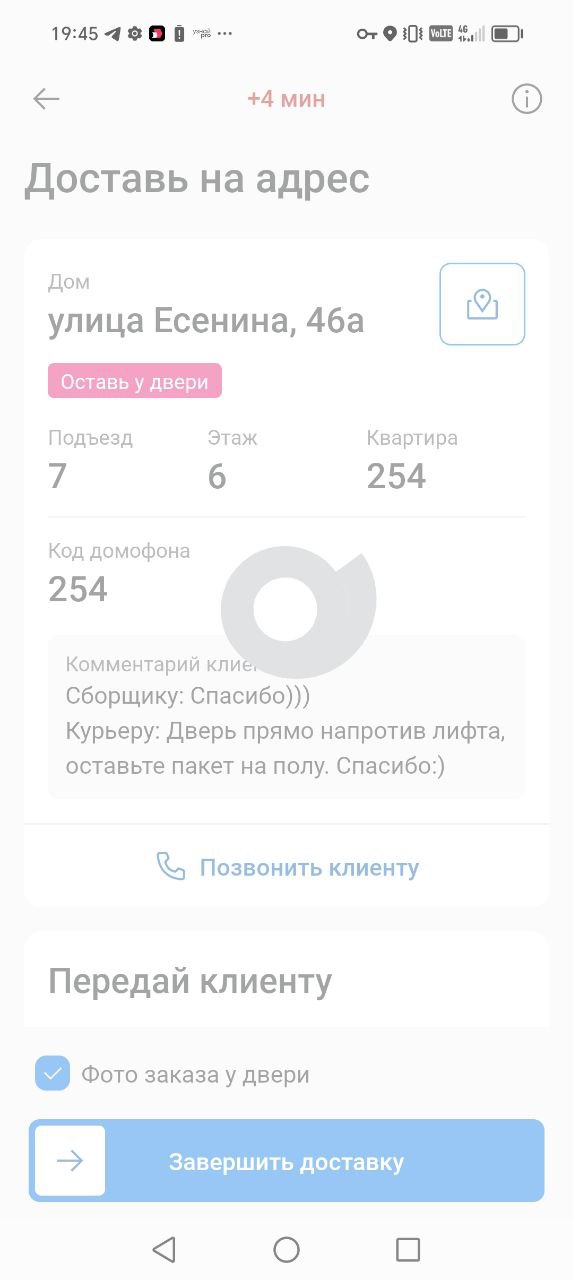 19:45
VoLTE 4G
+4 мин
Доставь на адрес
Дом
улица Есенина, 46а
Оставь у двери
Подъезд Этаж Квартира
7 6 254
Код домофона
254
Комментарий
Сборщику: Спасибо)))
Курьеру: Дверь прямо напротив лифта,
оставьте пакет на полу. Спасибо:)
Позвонить клиенту
Передай клиенту
Фото заказа у двери
Завершить доставку